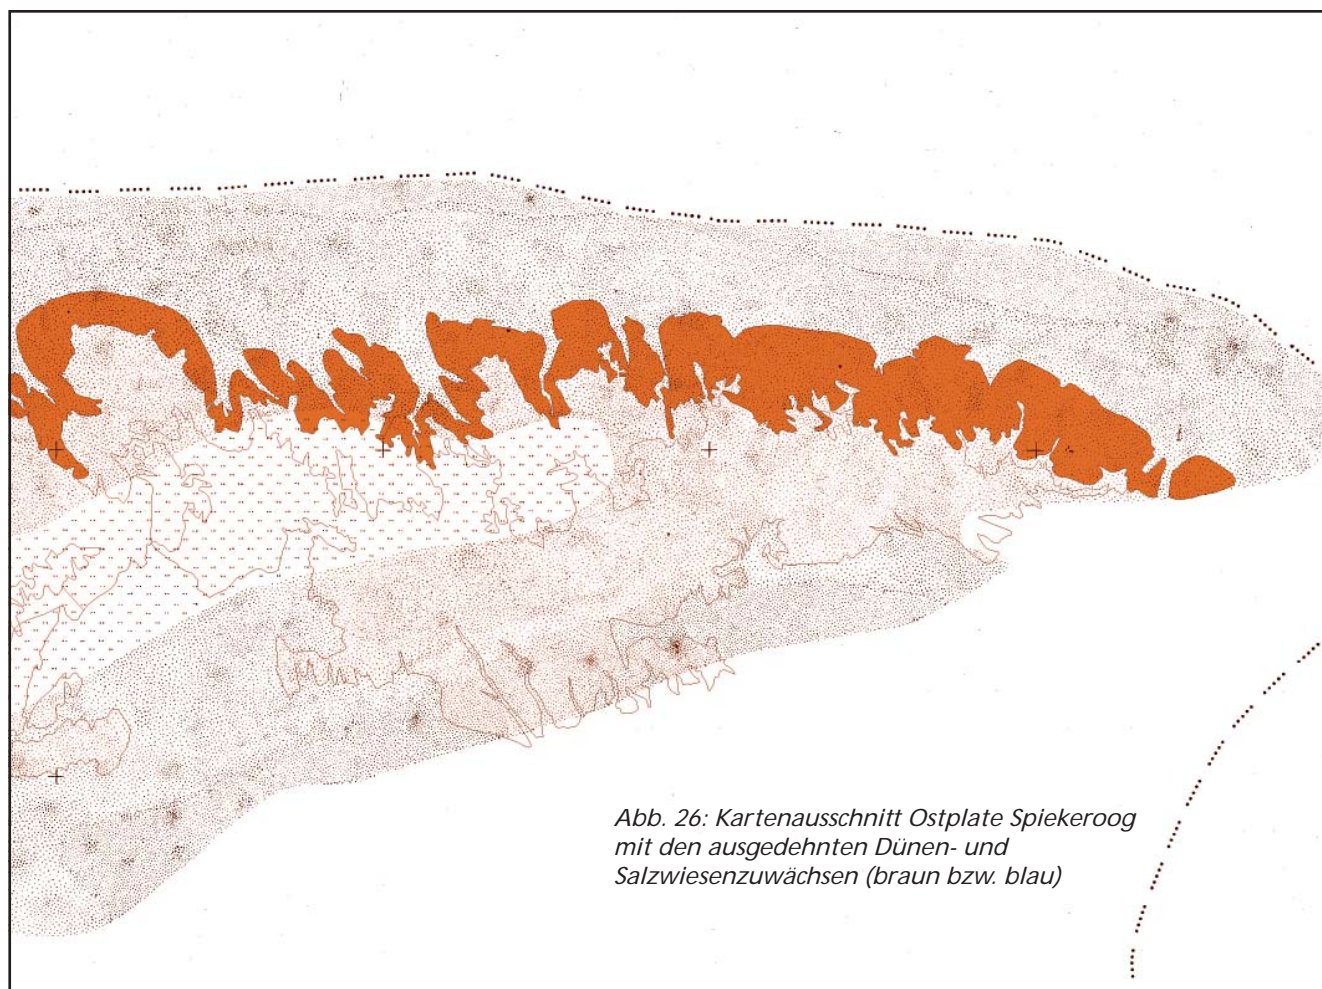 Abb. 26: Kartenausschnitt Ostplate Spiekeroog
mit den ausgedehnten Dünen- und
Salzwiesenzuwächsen (braun bzw. blau)